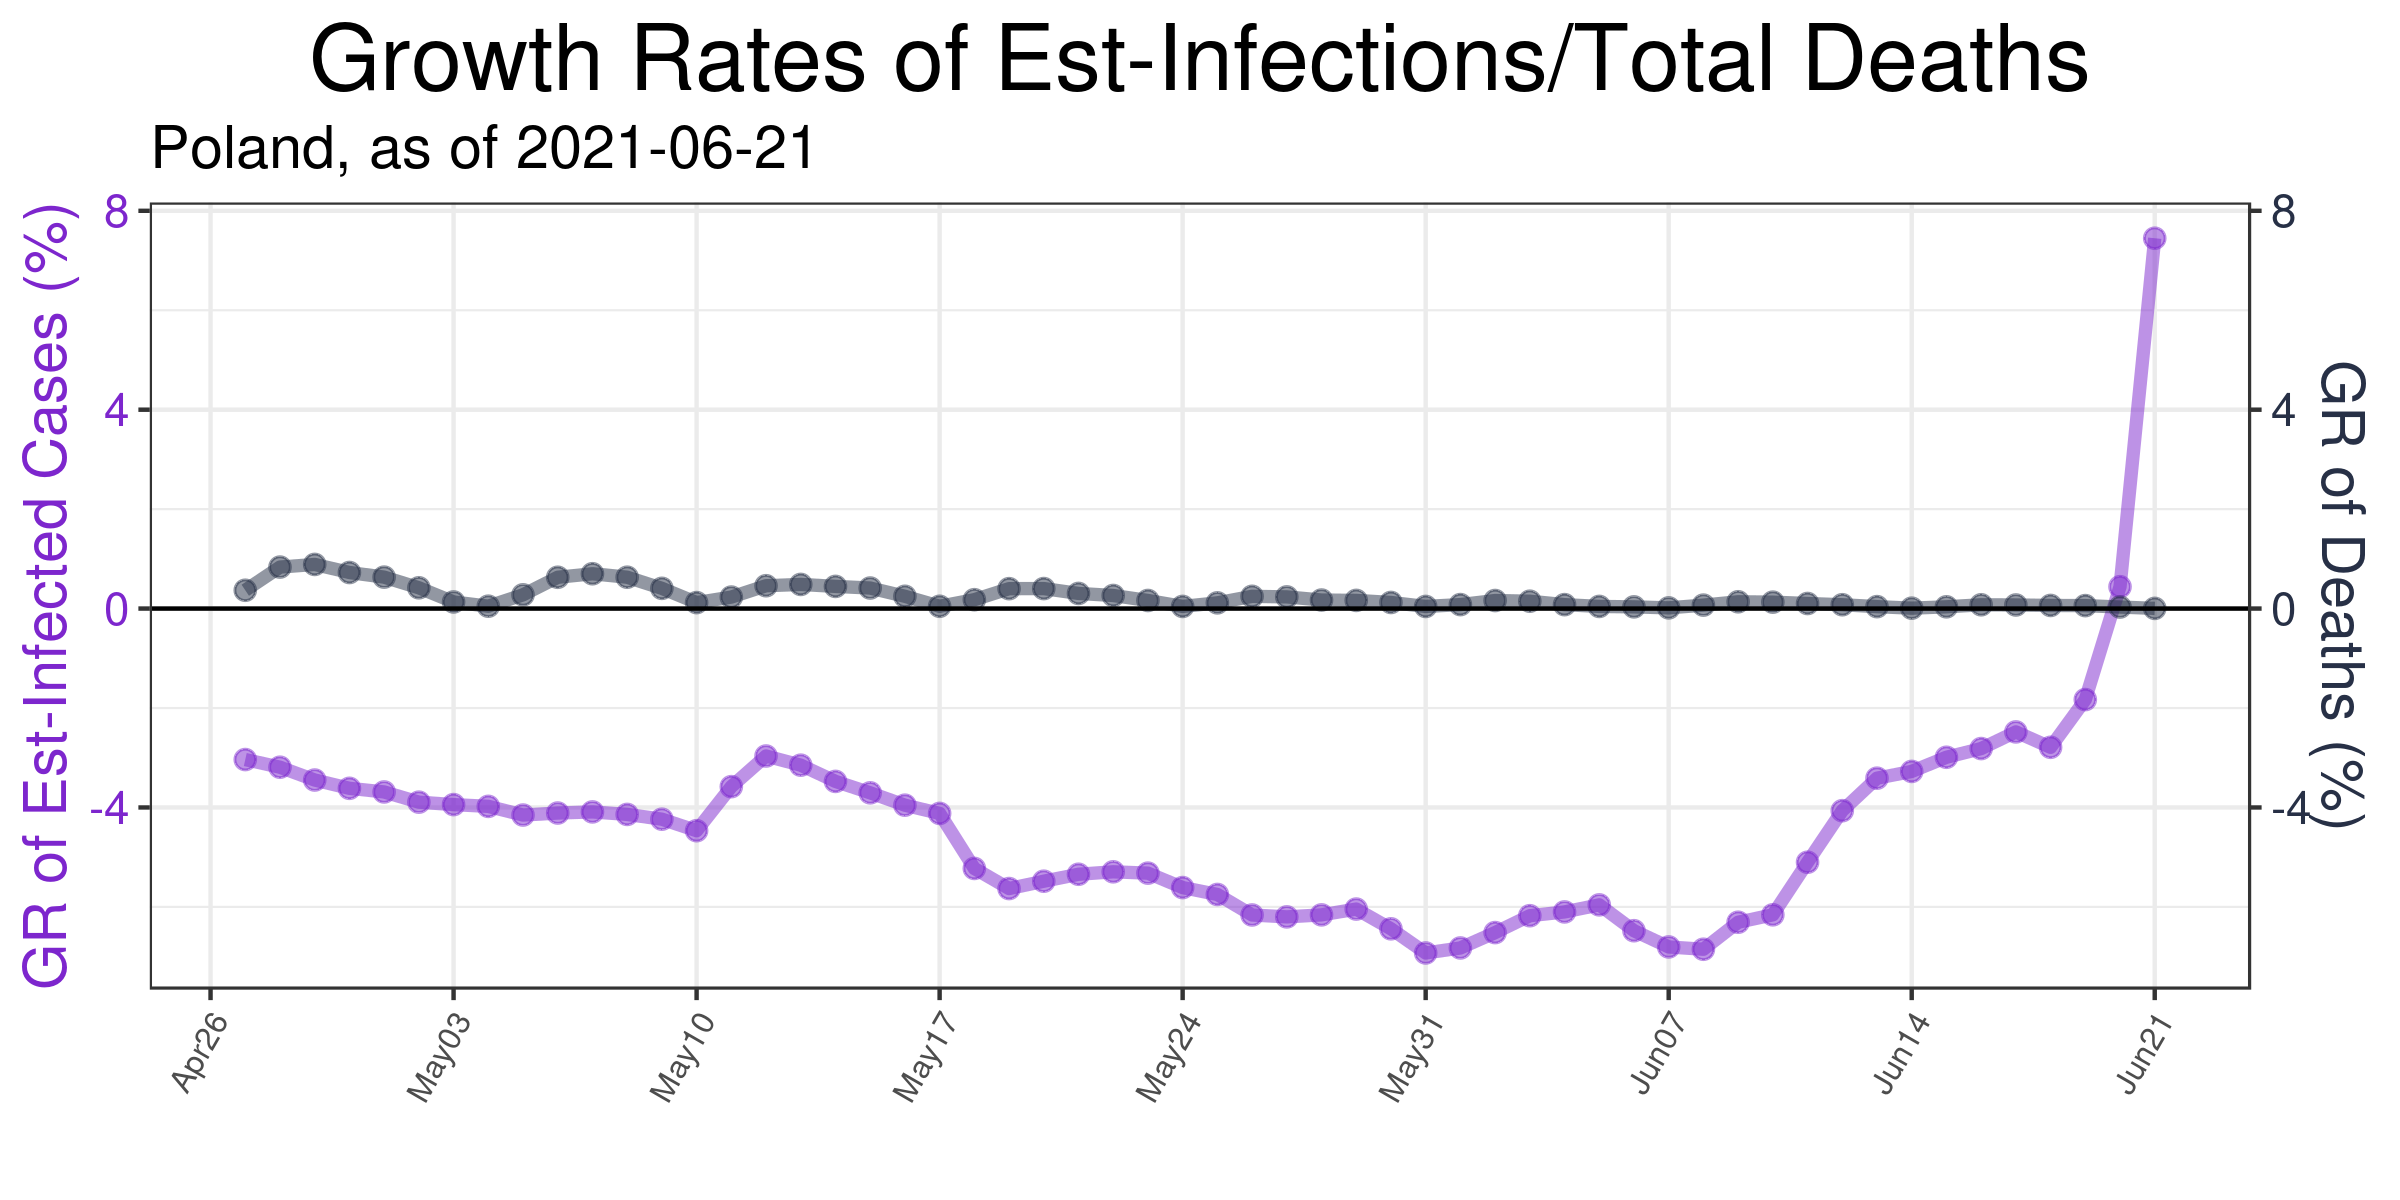 Growth Rates of Est-Infections/Total Deaths
Poland, as of 2021-06-21
GR of Est-Infected Cases (%)
8
4
0
-4
8
4
0
-4
GR of Deaths (%)
Apr26
May03
May10
May17
May24
May31
Jun07
Jun14
Jun21